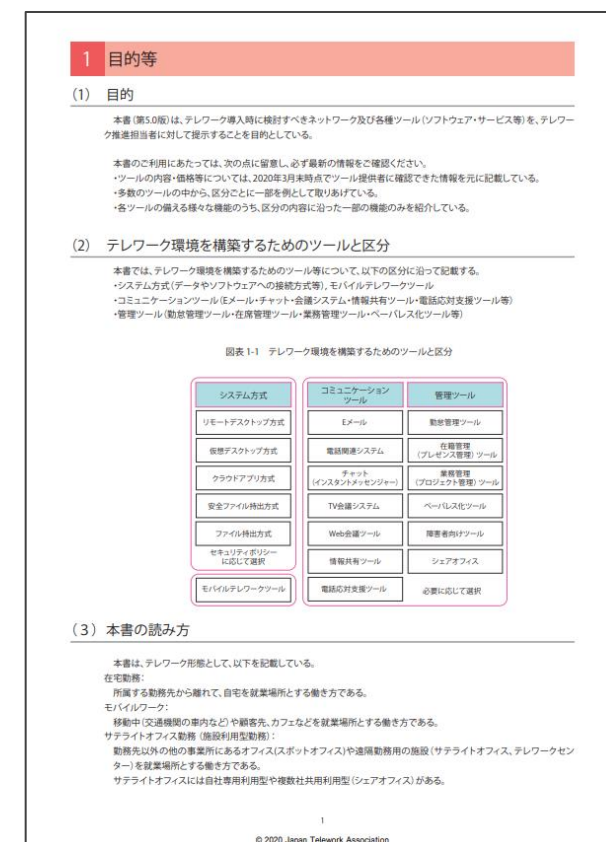 1 目的等
(1) 目的
本書(第5.0版)は、テレワーク導入時に検討すべきネットワーク及び各種ツール(ソフトウェア・サービス等)を、テレワー
ク推進担当者に対して提示することを目的としている。
本書のご利用にあたっては、次の点に留意し、必ず最新の情報をご確認ください。
・ツールの内容・価格等については、2020年3月末時点でツール提供者に確認できた情報を元に記載している。
・多数のツールの中から、区分ごとに一部を例として取りあげている。
・各ツールの備える様々な機能のうち、区分の内容に沿った一部の機能のみを紹介している。
(2) テレワーク環境を構築するためのツールと区分
本書では、テレワーク環境を構築するためのツール等について、以下の区分に沿って記載する。
・システム方式(データやソフトウェアへの接続方式等), モバイルテレワークツール
・コミュニケーションツール(Eメール・チャット・会議システム・情報共有ツール・電話応対支援ツール等)
・管理ツール(勤怠管理ツール・在席管理ツール・業務管理ツール・ペーパレス化ツール等)
図表 1-1 テレワーク環境を構築するためのツールと区分
システム方式
リモートデスクトップ方式
仮想デスクトップ方式
クラウドアプリ方式
安全ファイル持出方式
ファイル持出方式
セキュリティポリシー
に応じて選択
モバイルテレワークツール
コミュニケーション
ツール
Eメール
電話関連システム
チャット
(インスタントメッセンジャー)
TV会議システム
Web会議ツール
情報共有ツール
電話応対支援ツール
管理ツール
勤怠管理ツール
在籍管理
(プレゼンス管理) ツール
業務管理
(プロジェクト管理) ツール
ペーパレス化ツール
障害者向けツール
シェアオフィス
必要に応じて選択
(3) 本書の読み方
本書は、テレワーク形態として、以下を記載している。
在宅勤務:
所属する勤務先から離れて、自宅を就業場所とする働き方である。
モバイルワーク:
移動中(交通機関の車内など)や顧客先、カフェなどを就業場所とする働き方である。
サテライトオフィス勤務 (施設利用型勤務):
勤務先以外の他の事業所にあるオフィス(スポットオフィス)や遠隔勤務用の施設(サテライトオフィス、テレワークセン
ター)を就業場所とする働き方である。
サテライトオフィスには自社専用利用型や複数社共用利用型(シェアオフィス)がある。
1
© 2020 Japan Telework Association